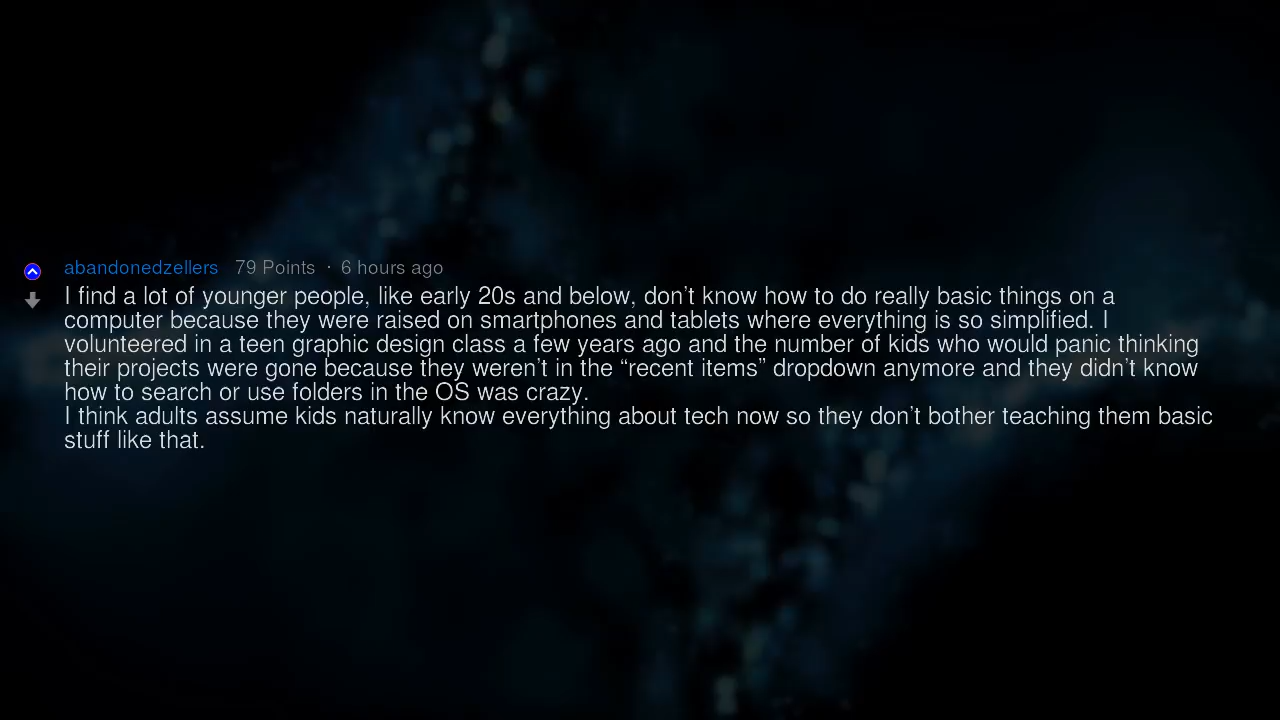 abandonedzellers 79 Points · 6 hours ago
I find a lot of younger people, like early 20s and below, don't know how to do really basic things on a
computer because they were raised on smartphones and tablets where everything is so simplified. I
volunteered in a teen graphic design class a few years ago and the number of kids who would panic thinking
their projects were gone because they weren't in the “recent items” dropdown anymore and they didn't know
how to search or use folders in the OS was crazy.
I think adults assume kids naturally know everything about tech now so they don't bother teaching them basic
stuff like that.